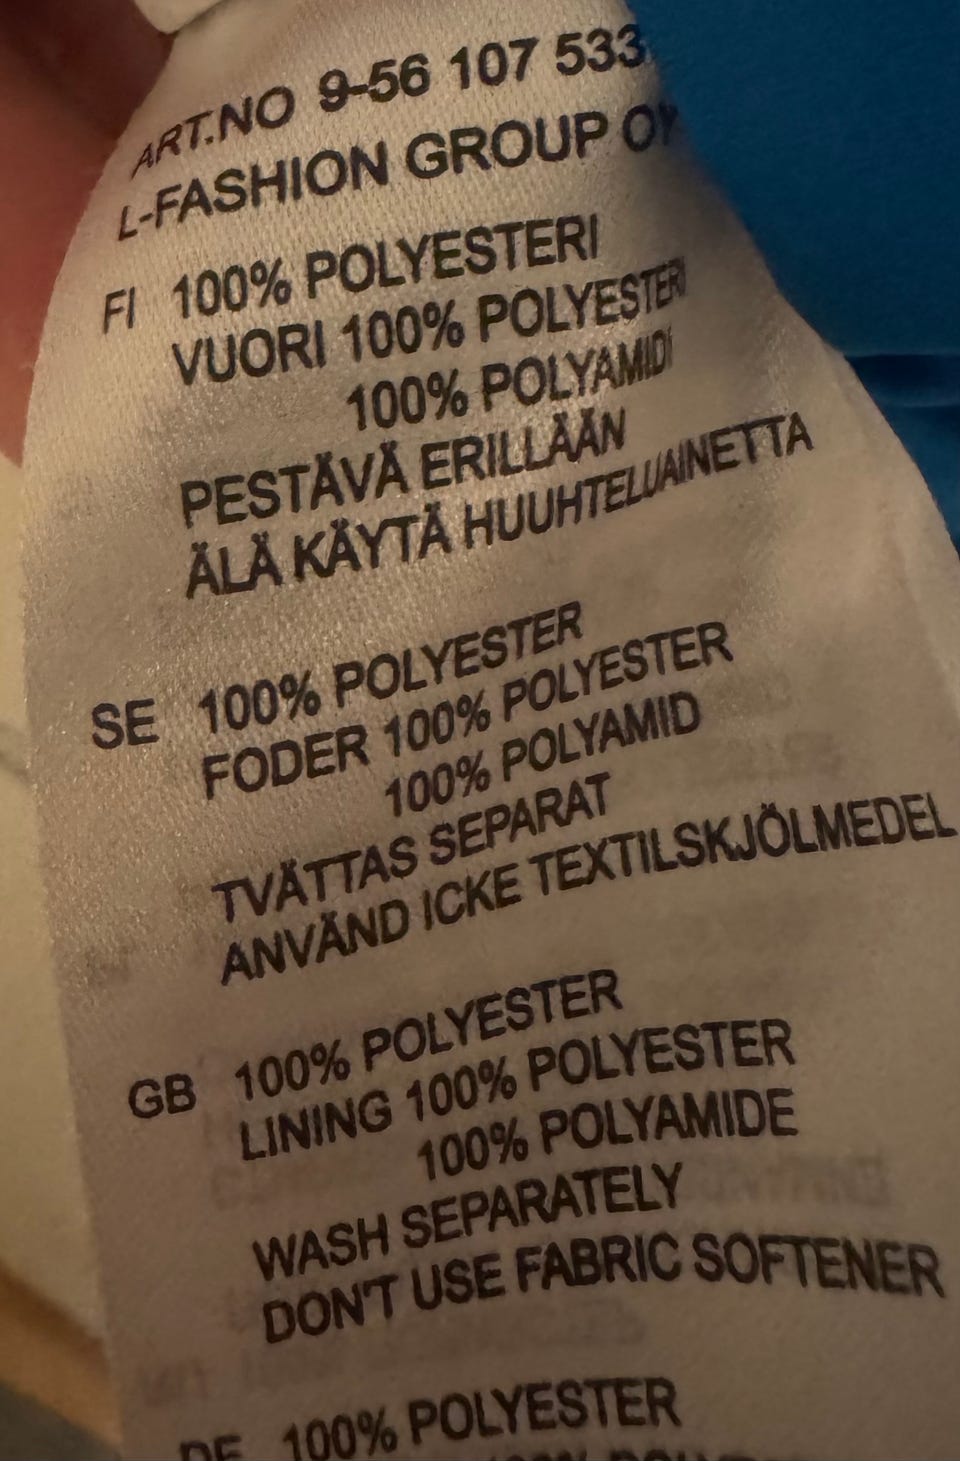 ART.NO 9-56 107 533
L-FASHION GROUP OY
FI 100% POLYESTERI
VUORI 100% POLYESTERI
100% POLYAMIDI
PESTÄVÄ ERILLÄÄN
ÄLÄ KÄYTÄ HUUHTELUAINETTA
SE 100% POLYESTER
FODER 100% POLYESTER
100% POLYAMID
TVÄTTAS SEPARAT
ANVÄND ICKE TEXTILSKJÖLMEDEL
GB 100% POLYESTER
LINING 100% POLYESTER
100% POLYAMIDE
WASH SEPARATELY
DON'T USE FABRIC SOFTENER
DE 100% POLYESTER